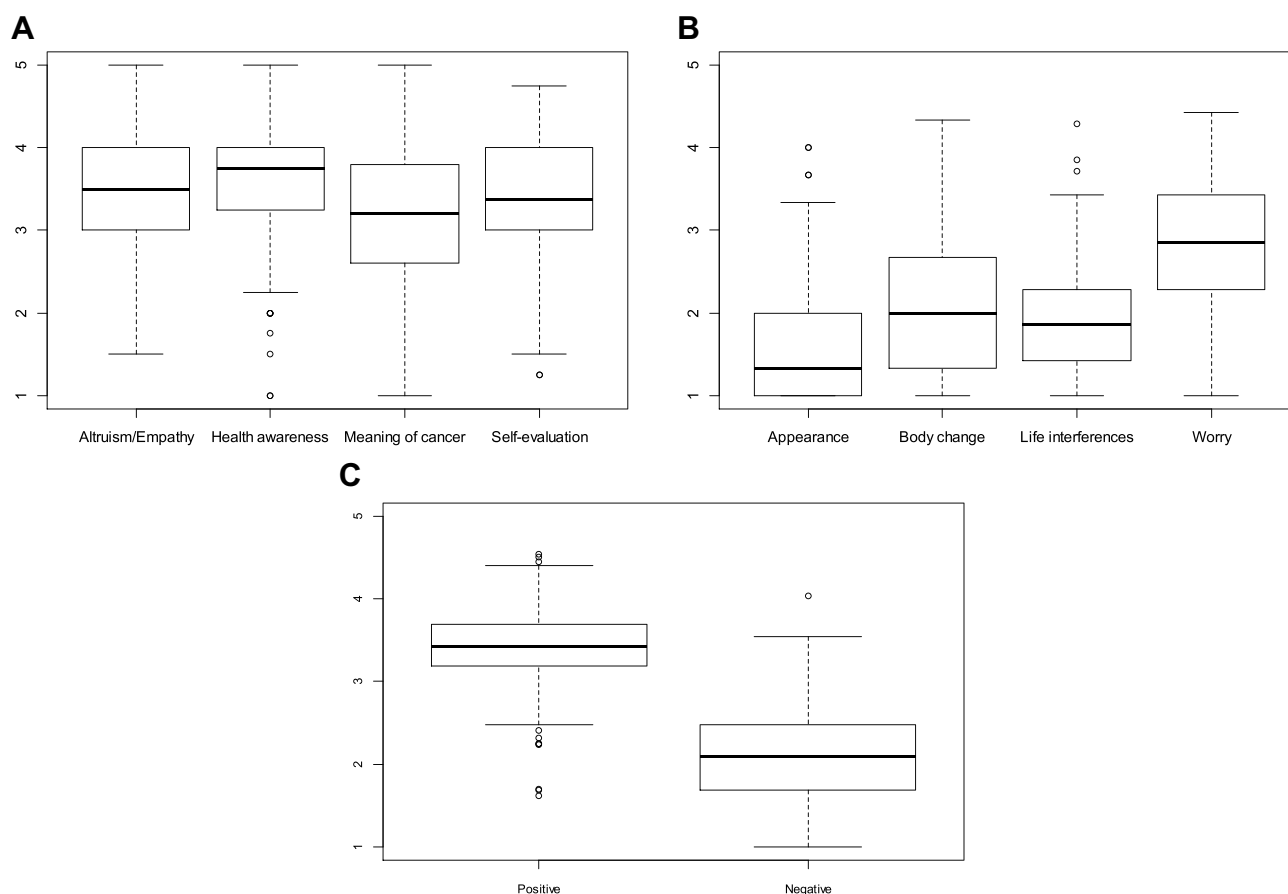 A
5
4
3
2
1
Altruism/Empathy Health awareness Meaning of cancer Self-evaluation
B
5
4
3
2
1
Appearance Body change Life interferences Worry
C
5
4
3
2
1
Positive Negative